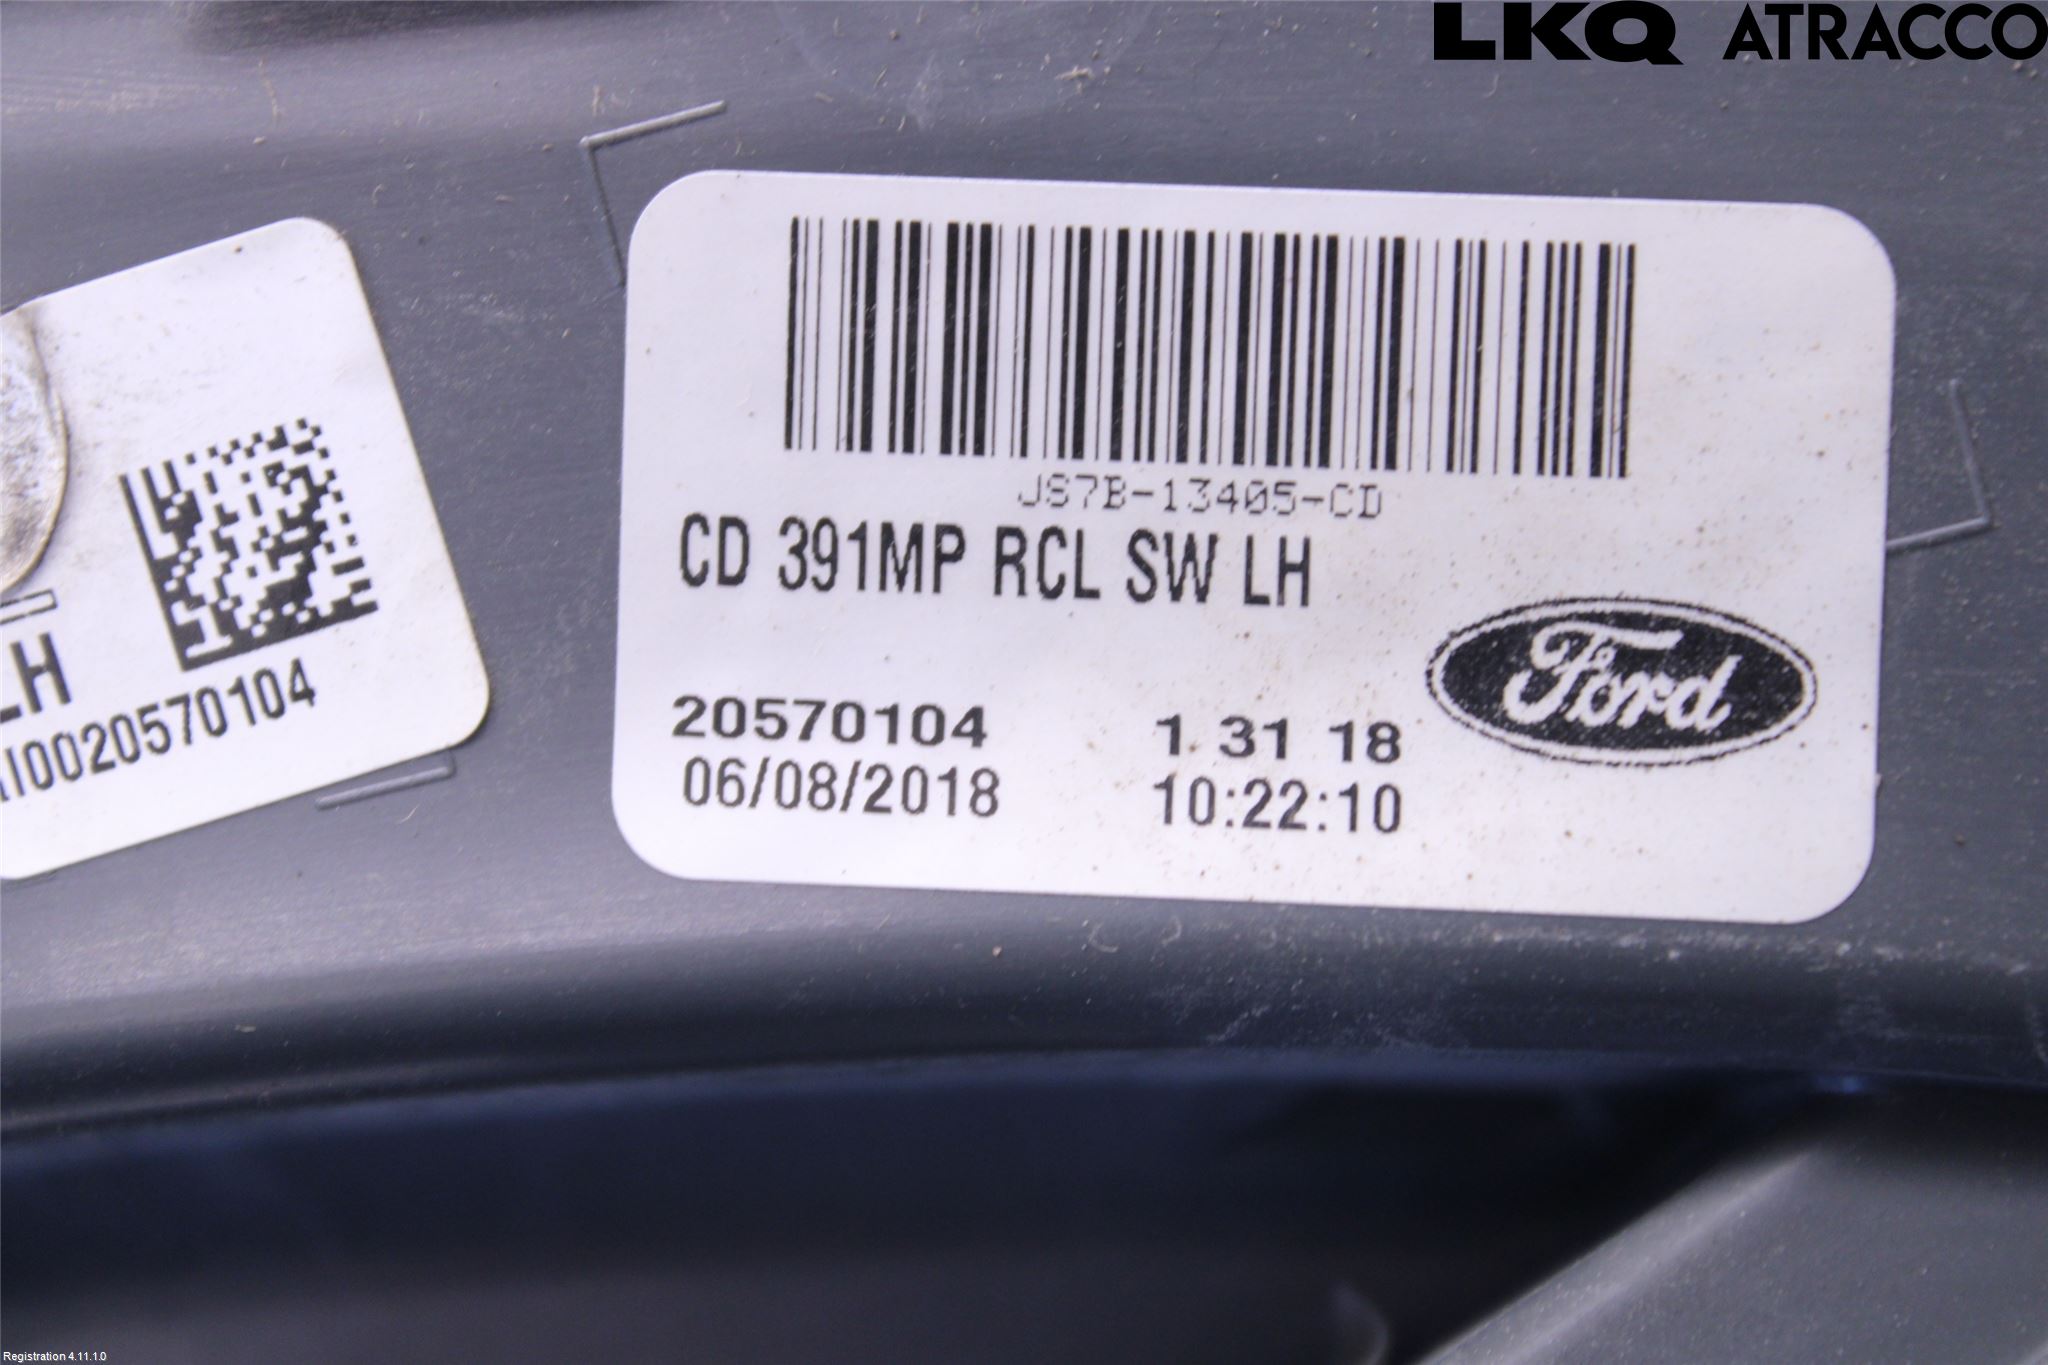 LKQ ATRACCO
JS7B-13405-CD
CD 391MP RCL SW LH
Ford
20570104 1 31 18
06/08/2018 10:22:10
LH
I0020570104
Registration 4.11.1.0